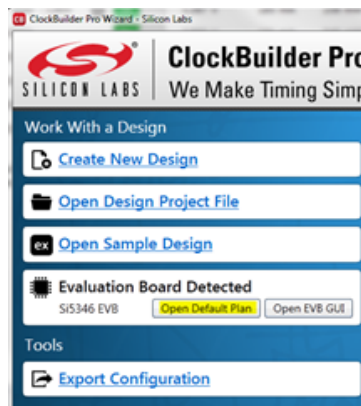 CB ClockBuilder Pro Wizard - Silicon Labs
SILICON LABS
ClockBuilder Pro
We Make Timing Simp
Work With a Design
Create New Design
Open Design Project File
ex Open Sample Design
Evaluation Board Detected
Si5346 EVB Open Default Plan Open EVB GUI
Tools
Export Configuration